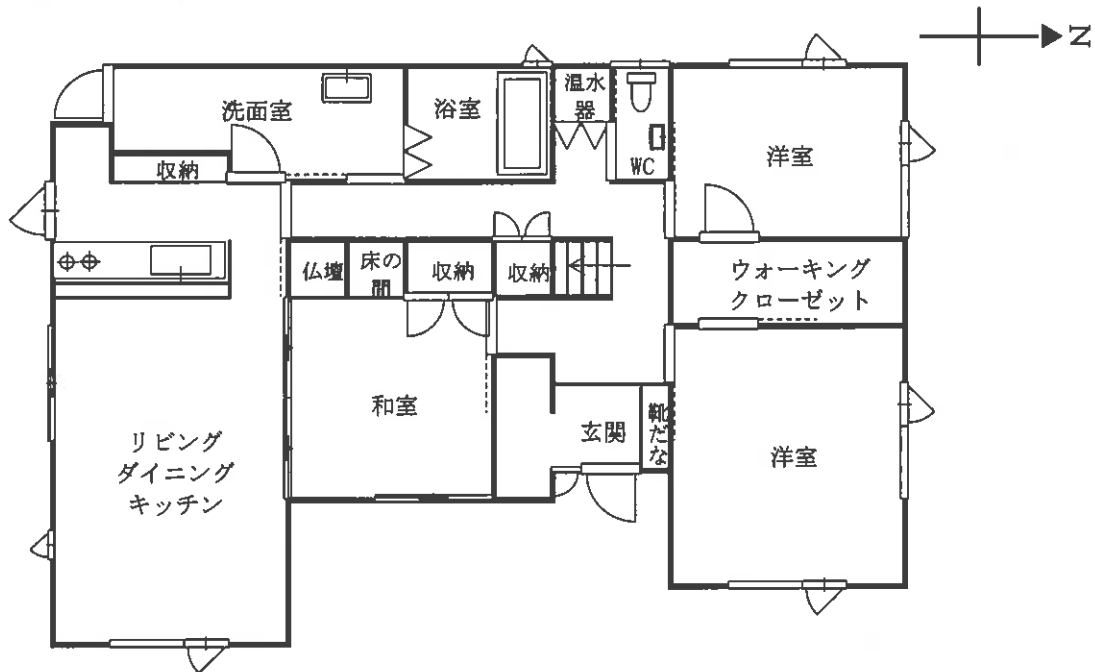 N
洗面室
浴室
温水
器
WC
洋室
収納
仏壇
床の
間
収納
収納
ウォーキング
クローゼット
和室
玄関
靴だな
洋室
リビング
ダイニング
キッチン